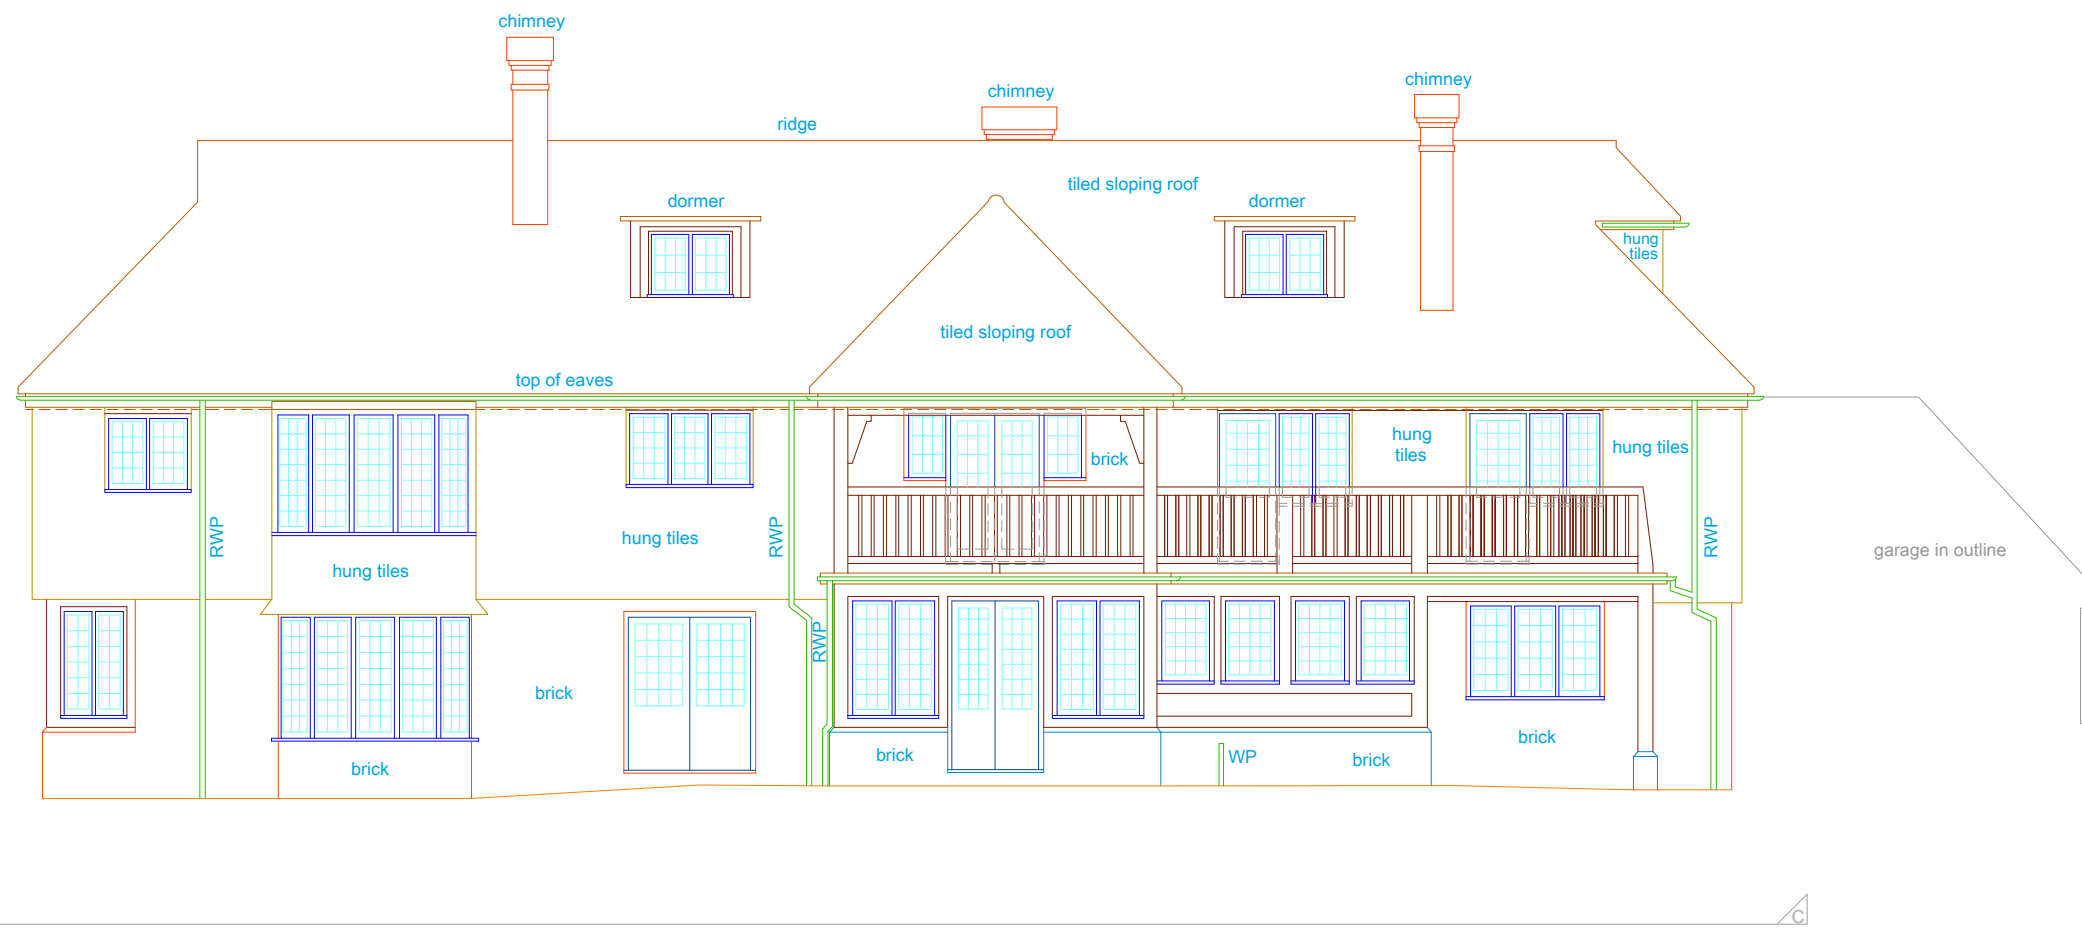 chimney
chimney
chimney
ridge
tiled sloping roof
dormer
dormer
hung
tiles
tiled sloping roof
top of eaves
hung
tiles
hung tiles
brick
RWP
RWP
RWP
hung tiles
hung tiles
garage in outline
RWP
brick
brick
brick
brick
WP
brick
C